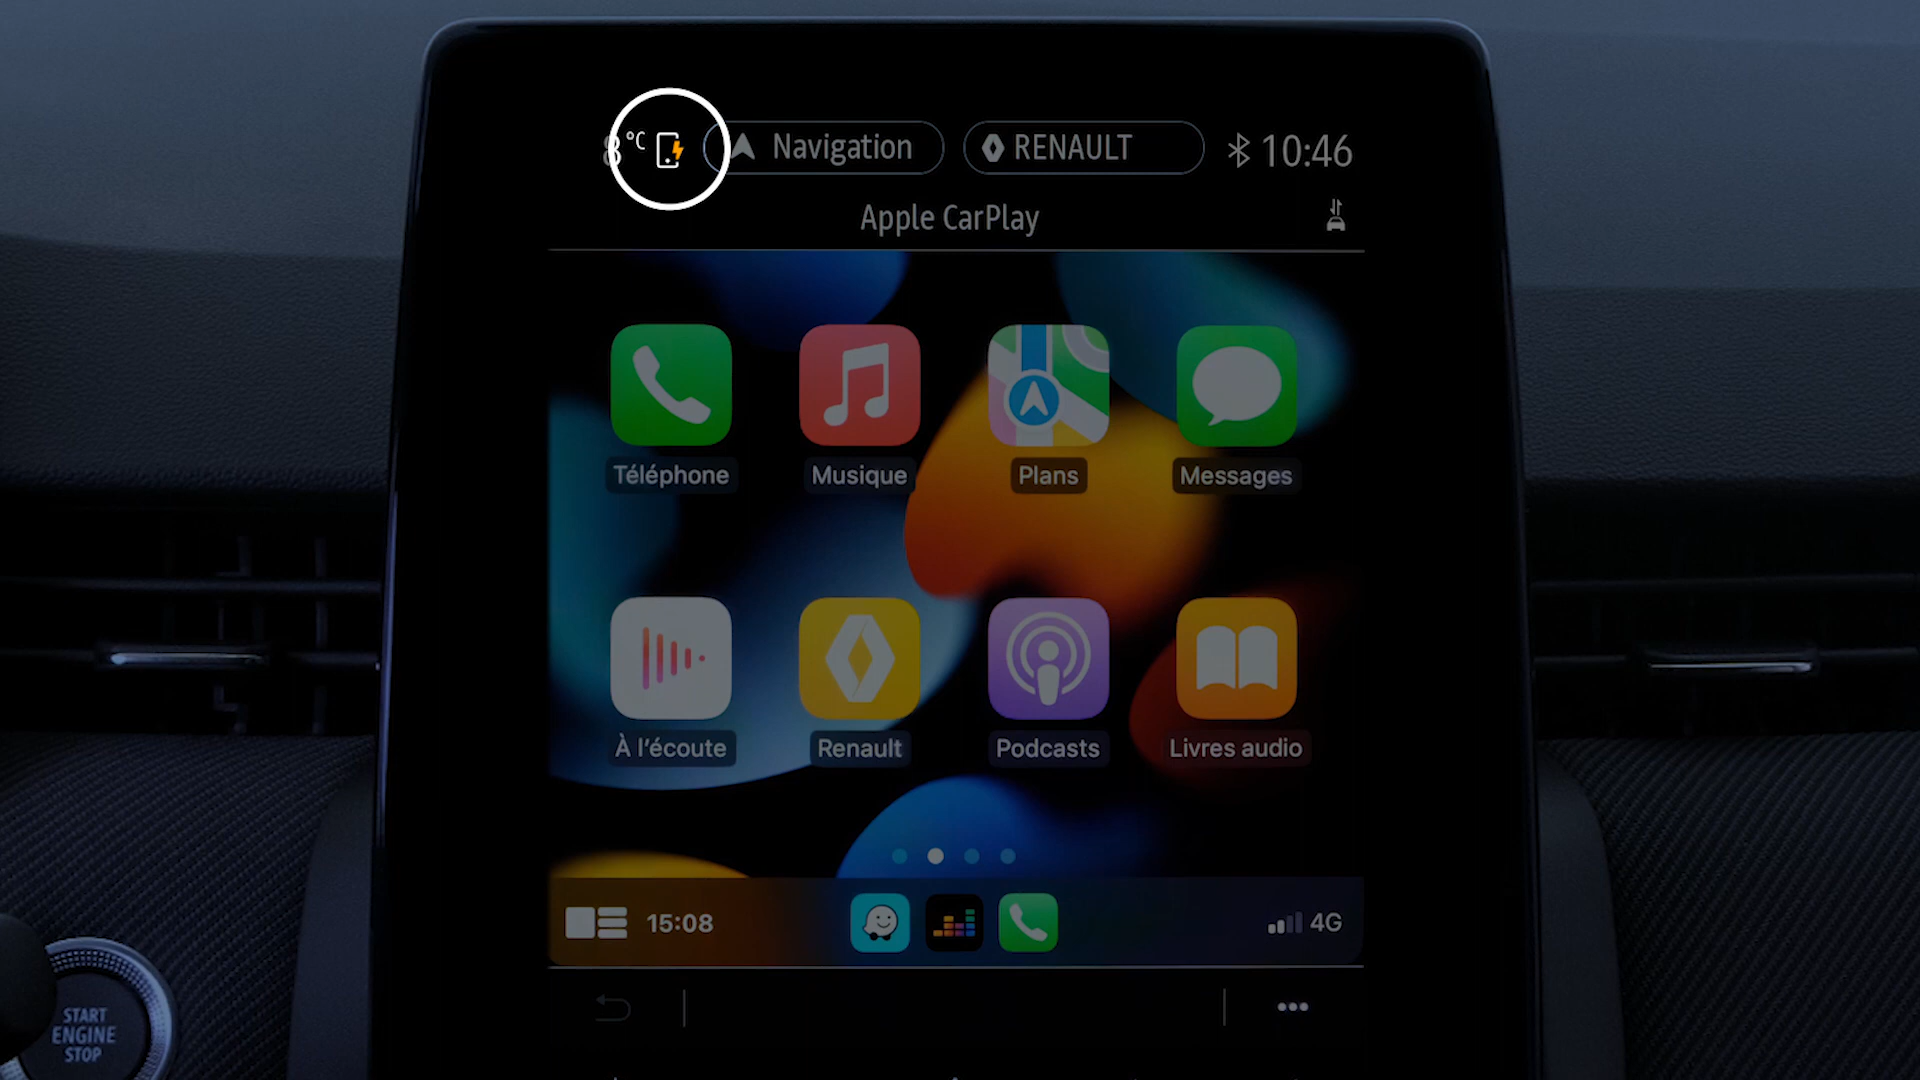 8°C Navigation RENAULT 10:46
Apple CarPlay
Téléphone Musique Plans Messages
À l'écoute Renault Podcasts Livres audio
15:08 4G
START
ENGINE
STOP